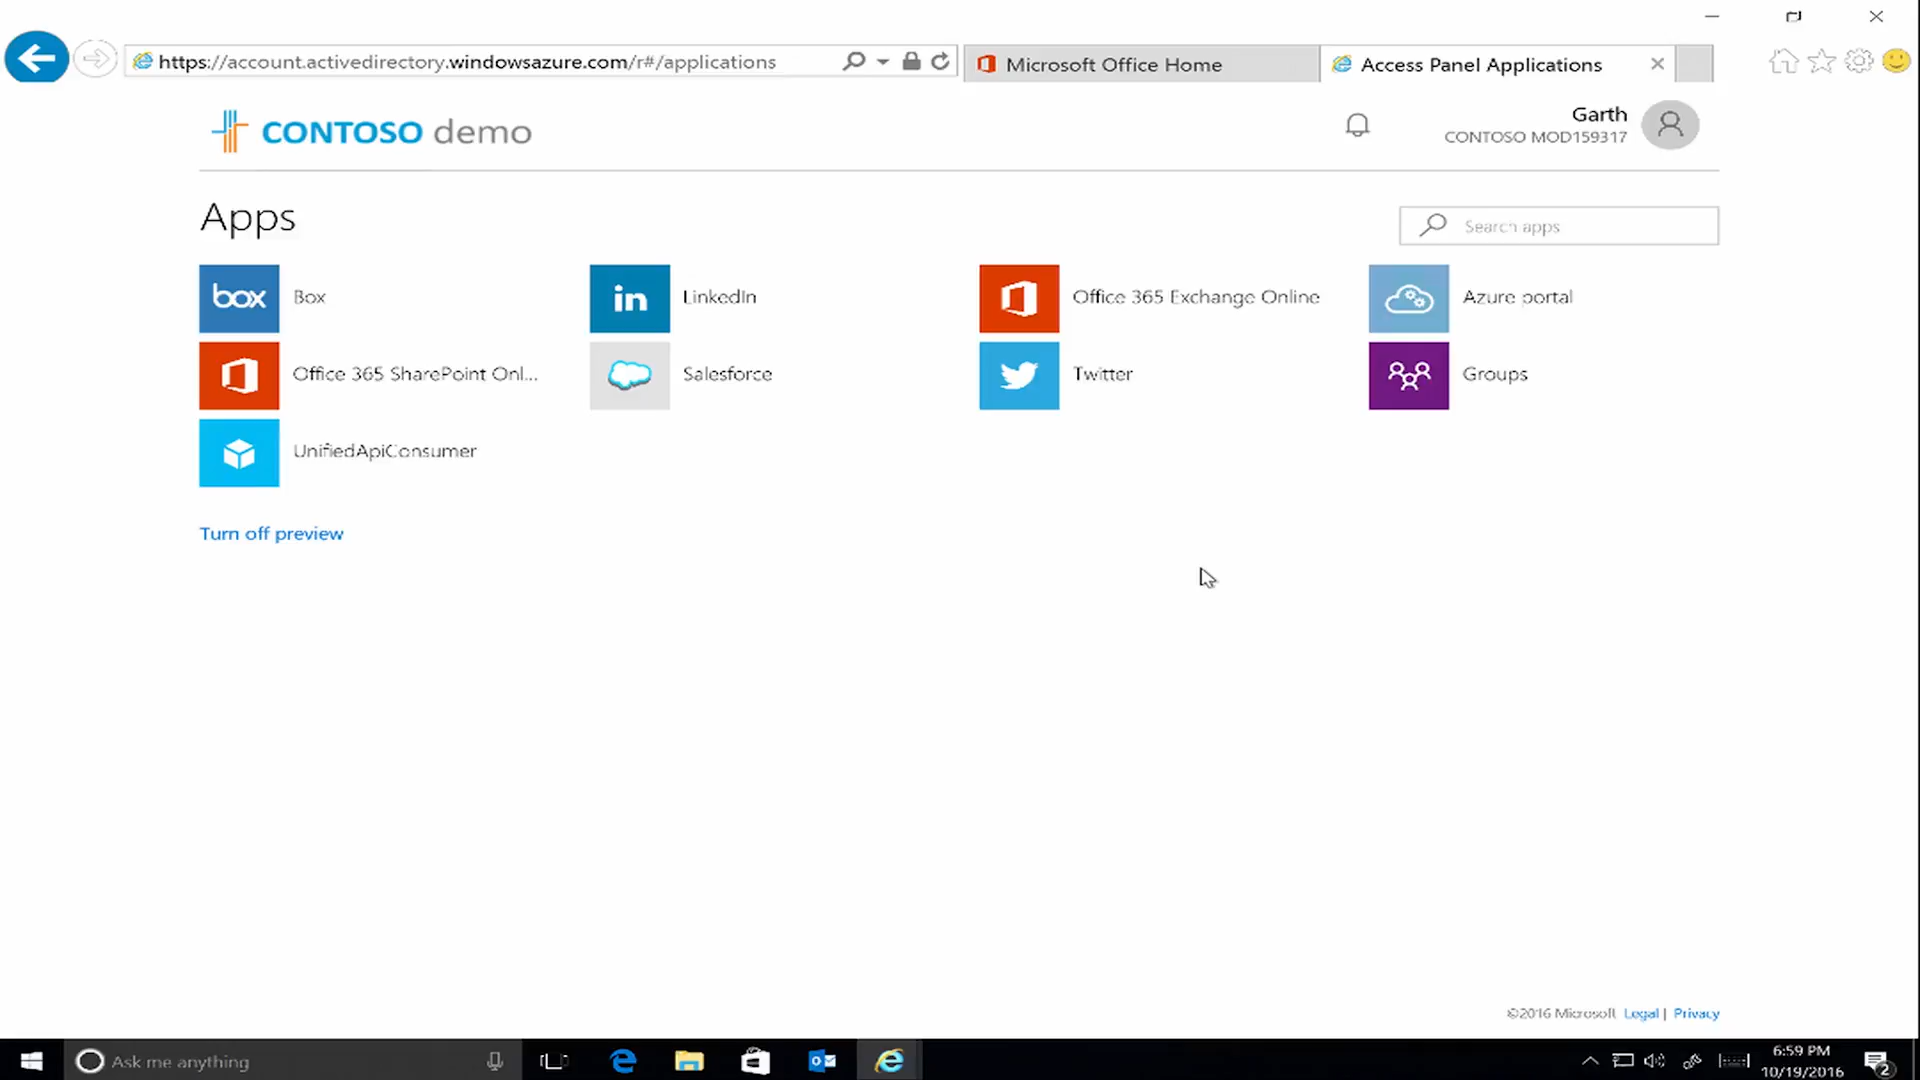 https://account.activedirectory.windowsazure.com/r#/applications
Microsoft Office Home
Access Panel Applications
CONTOSO demo
Garth
CONTOSO MOD159317
Apps
Search apps
box
Box
in
LinkedIn
Office 365 Exchange Online
Azure portal
Office 365 SharePoint Onl...
Salesforce
Twitter
Groups
UnifiedApiConsumer
Turn off preview
©2016 Microsoft Legal | Privacy
Ask me anything
6:59 PM
10/19/2016
2